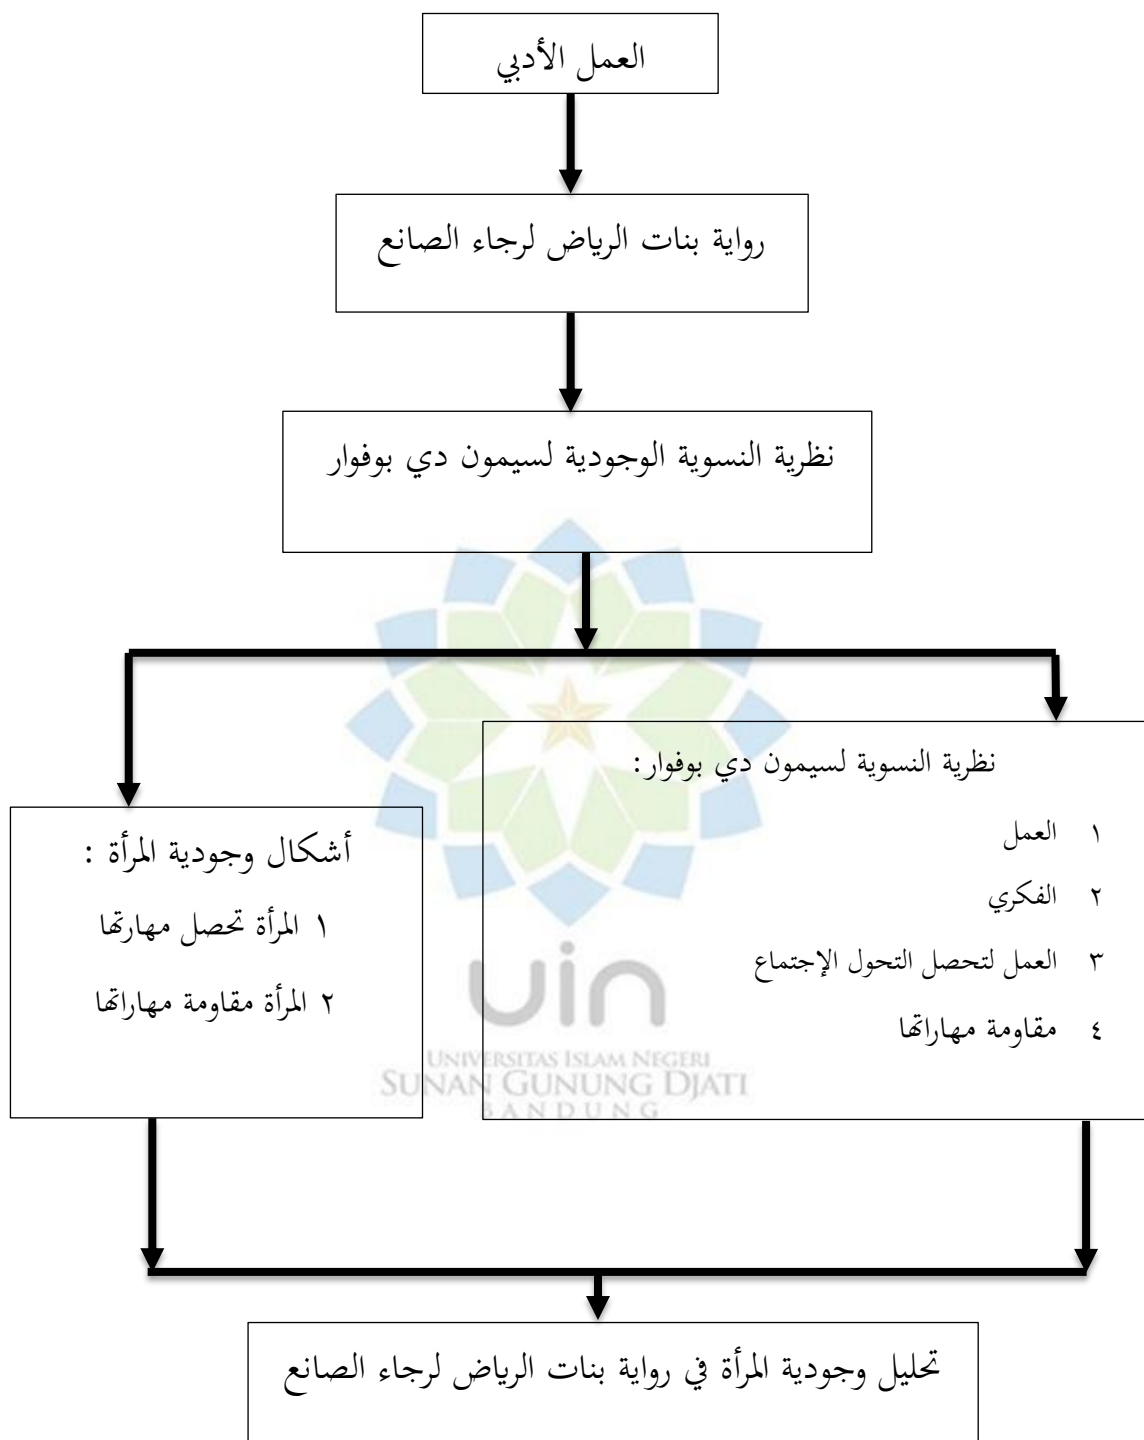 العمل الأدبي
رواية بنات الرياض لرجاء الصانع
نظرية النسوية الوجودية لسيمون دي بوفوار
نظرية النسوية لسيمون دي بوفوار:
١ العمل
٢ الفكري
٣ العمل لتحصل التحول الإجتماع
٤ مقاومة مهاراتها
أشكال وجودية المرأة :
١ المرأة تحصل مهارتها
٢ المرأة مقاومة مهاراتها
uin
UNIVERSITAS ISLAM NEGERI
SUNAN GUNUNG DJATI
BANDUNG
تحليل وجودية المرأة في رواية بنات الرياض لرجاء الصانع